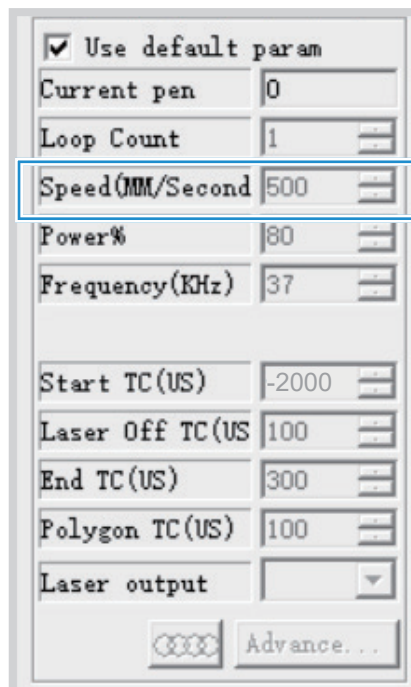 Use default param
Current pen 0
Loop Count 1
Speed(MM/Second 500
Power% 80
Frequency(KHz) 37
Start TC(US) -2000
Laser Off TC(US 100
End TC(US) 300
Polygon TC(US) 100
Laser output
Advance...